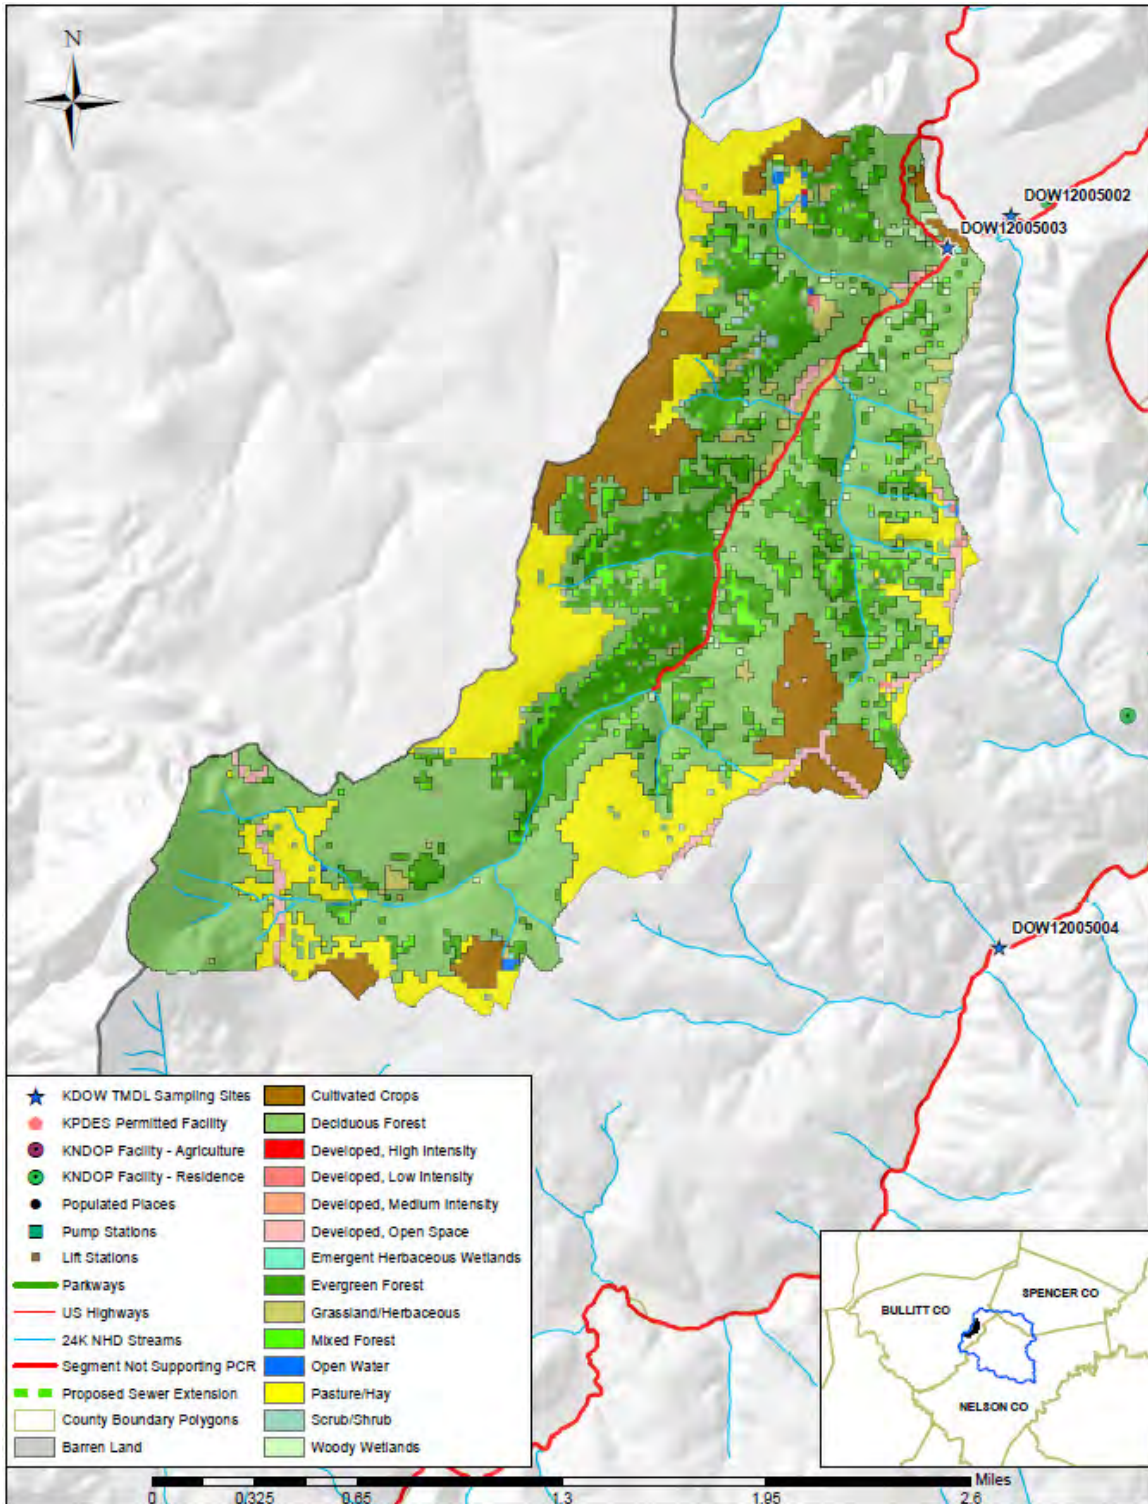 N
DOW12005002
DOW12005003
DOW12005004
KDOW TMDL Sampling Sites
KPDES Permitted Facility
KNDOP Facility - Agriculture
KNDOP Facility - Residence
Populated Places
Pump Stations
Lift Stations
Parkways
US Highways
24K NHD Streams
Segment Not Supporting PCR
Proposed Sewer Extension
County Boundary Polygons
Barren Land
Cultivated Crops
Deciduous Forest
Developed, High Intensity
Developed, Low Intensity
Developed, Medium Intensity
Developed, Open Space
Emergent Herbaceous Wetlands
Evergreen Forest
Grassland/Herbaceous
Mixed Forest
Open Water
Pasture/Hay
Scrub/Shrub
Woody Wetlands
SPENCER CO
BULLITT CO
NELSON CO
Miles
0 0.325 0.65 1.3 1.95 2.6